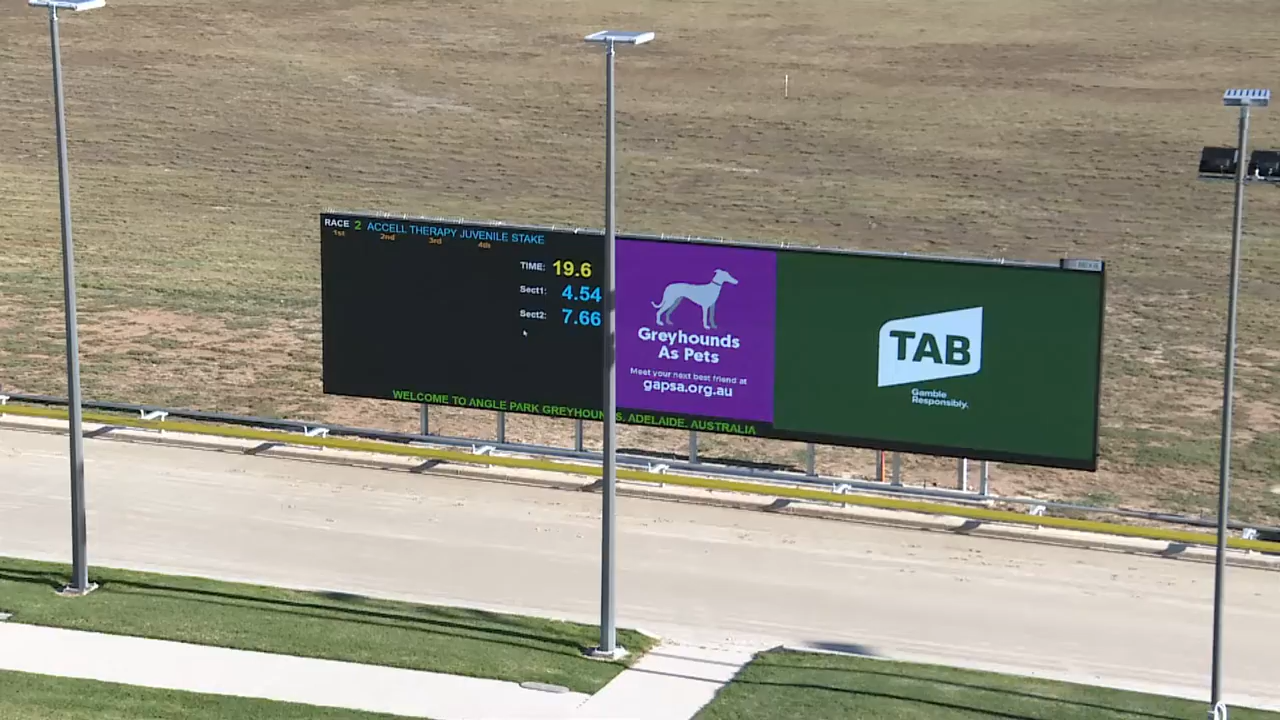 RACE 2 ACCELL THERAPY JUVENILE STAKE
1st 2nd 3rd 4th
TIME: 19.6
Sect1: 4.54
Sect2: 7.66
WELCOME TO ANGLE PARK GREYHOUNDS, ADELAIDE, AUSTRALIA
Greyhounds
As Pets
Meet your next best friend at
gapsa.org.au
TAB
Gamble
Responsibly.